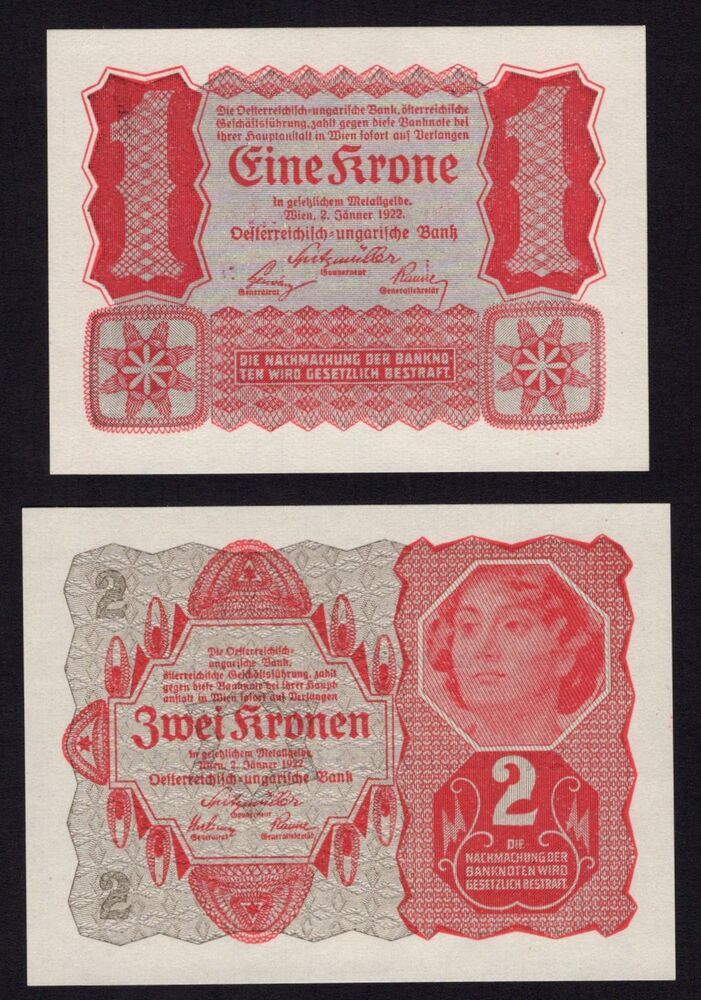 1
Die Oesterreichisch-ungarische Bank, österreichische
Geschäftsführung, zahlt gegen diese Banknote bei
ihrer Hauptanstalt in Wien sofort auf Verlangen
Eine Krone
in gesetzlichem Metallgelde.
Wien, 2. Jänner 1922.
Oesterreichisch-ungarische Bank
Spitzmüller
Gouverneur
Generalrat
Generalsekretär
1
DIE NACHMACHUNG DER BANKNO-
TEN WIRD GESETZLICH BESTRAFT.
2
Die Oesterreichisch-
ungarische Bank,
österreichische Geschäftsführung, zahlt
gegen diese Banknote bei ihrer Haupt-
anstalt in Wien sofort auf Verlangen
Zwei Kronen
in gesetzlichem Metallgelde.
Wien, 2. Jänner 1922.
Oesterreichisch-ungarische Bank
Spitzmüller
Gouverneur
Generalrat
Generalsekretär
2
2
DIE
NACHMACHUNG DER
BANKNOTEN WIRD
GESETZLICH BESTRAFT.